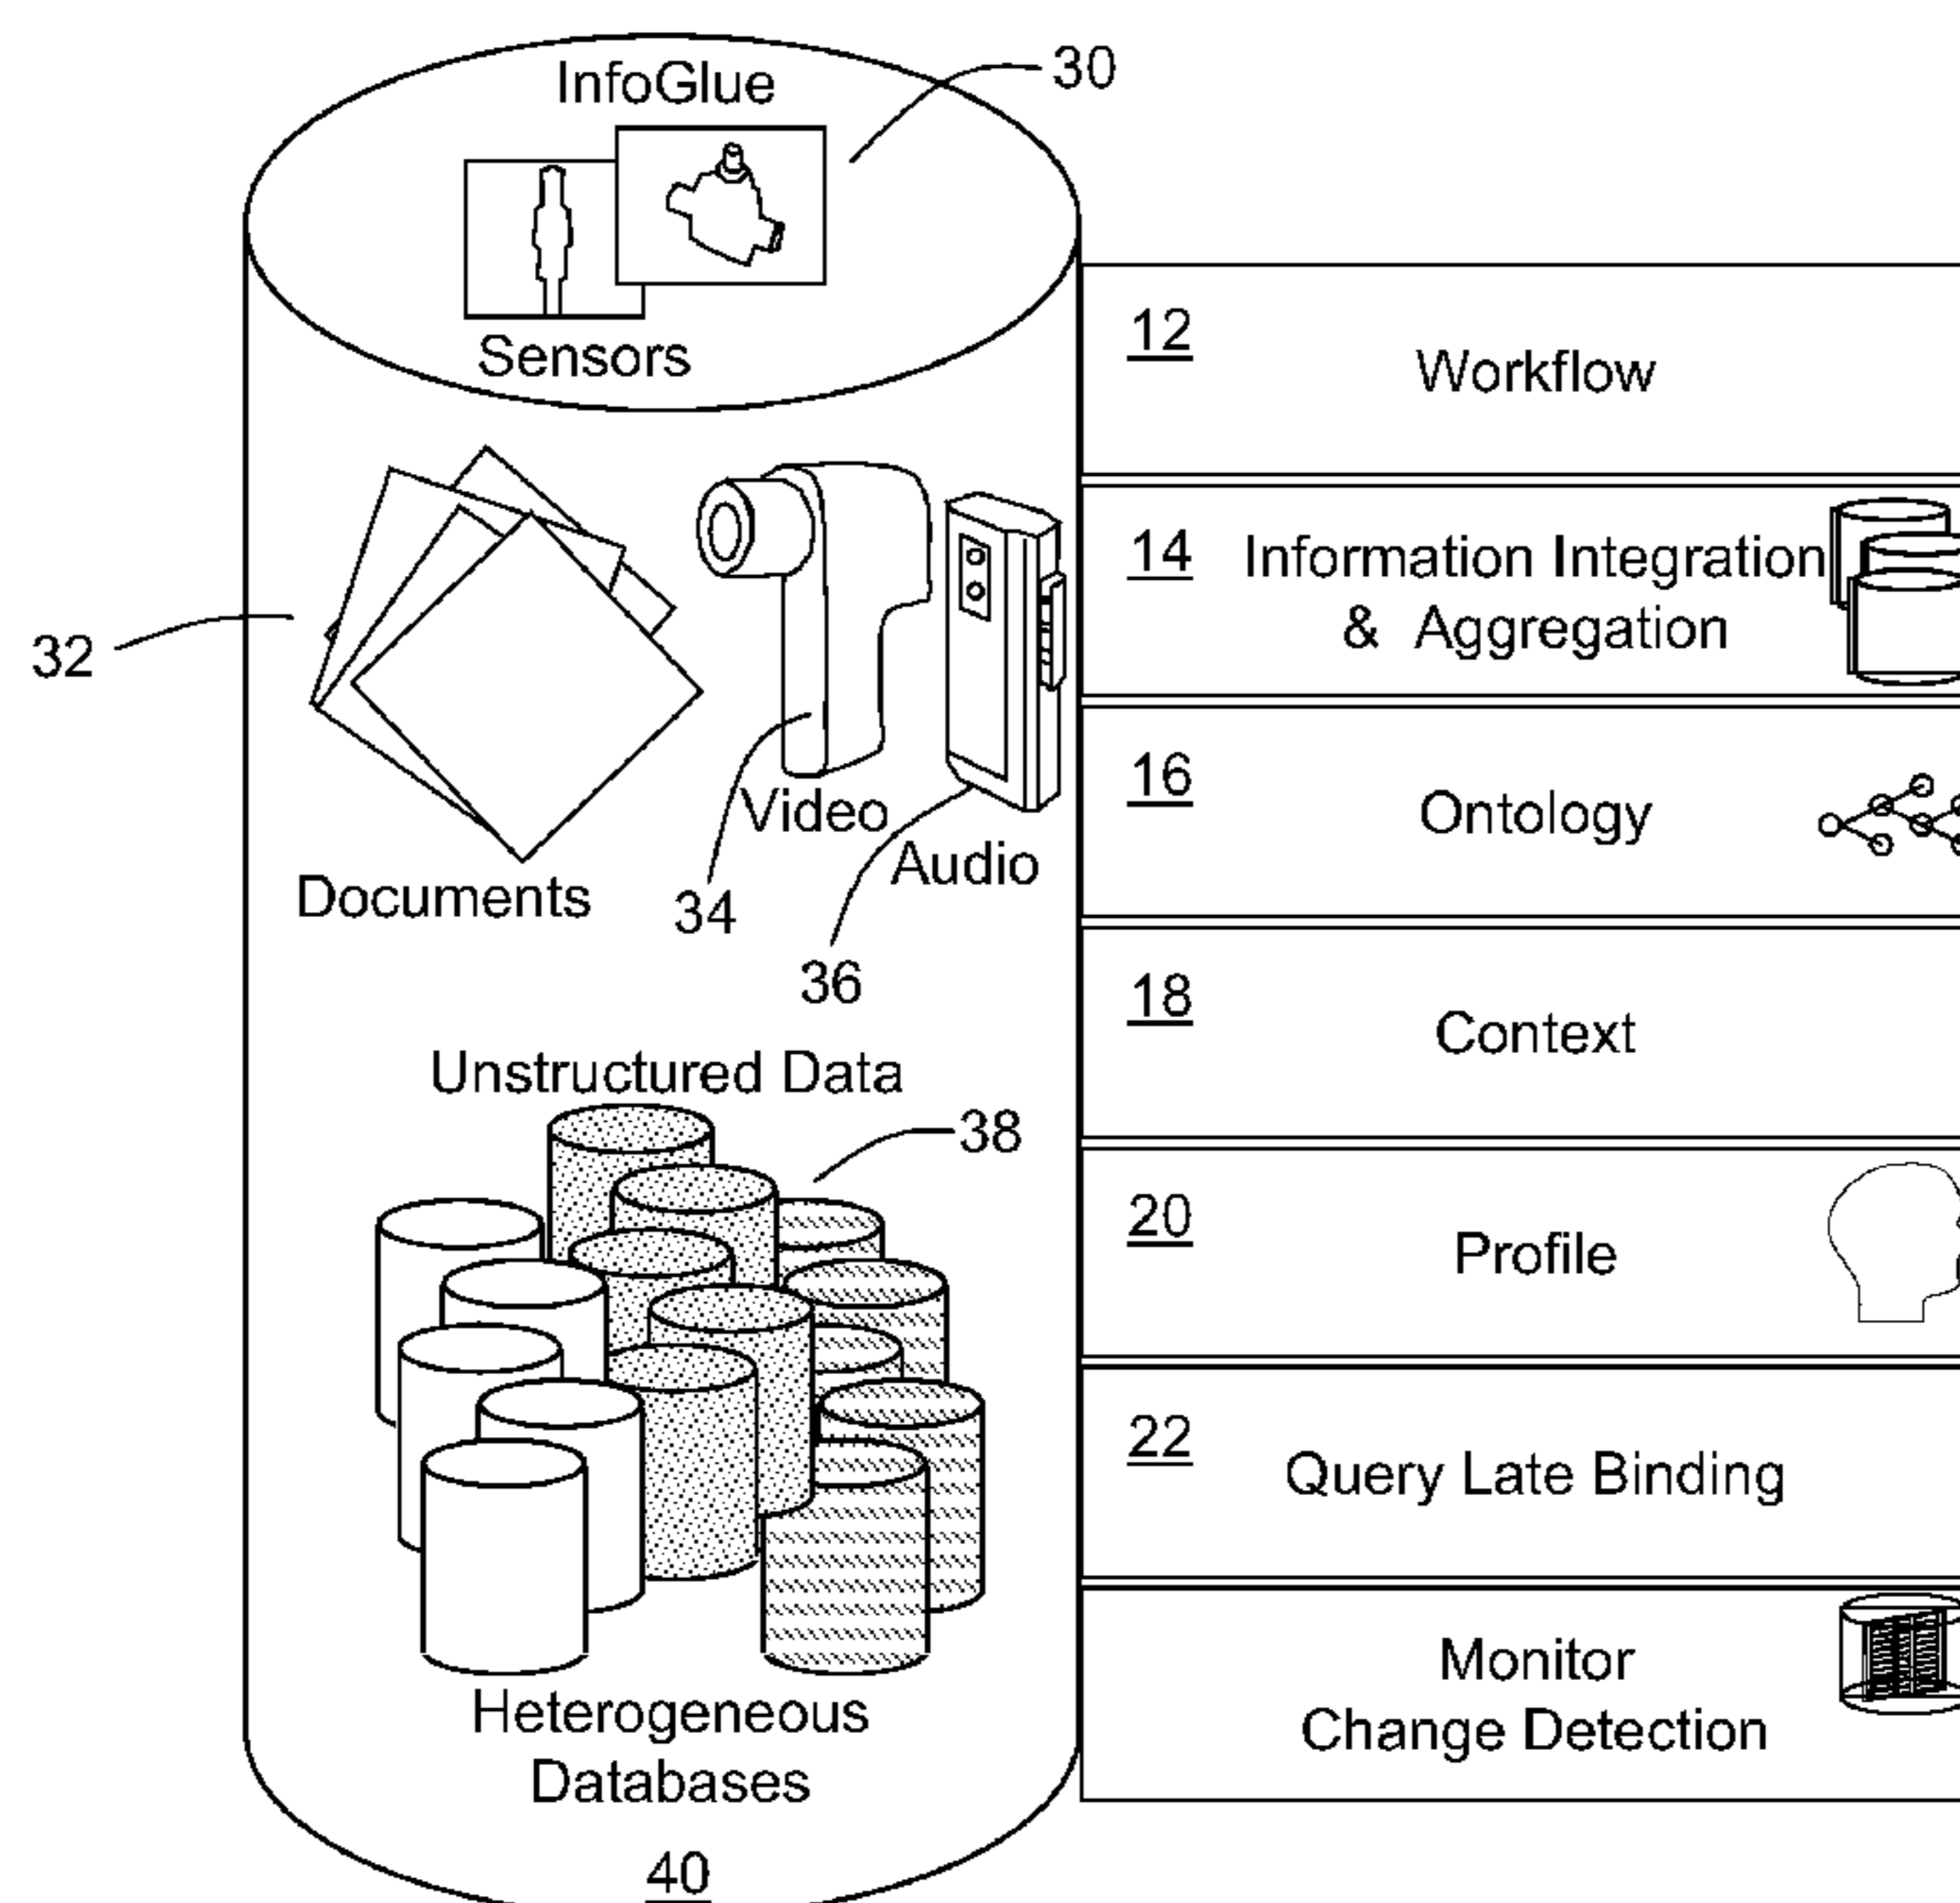 InfoGlue
30
Sensors
32
Documents
Video
34
Audio
36
Unstructured Data
38
Heterogeneous
Databases
40
12
Workflow
14
Information Integration
& Aggregation
16
Ontology
18
Context
20
Profile
22
Query Late Binding
Monitor
Change Detection